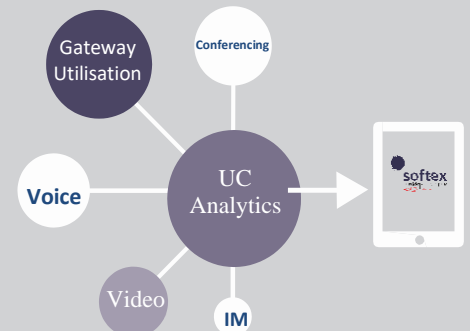 Gateway
Utilisation
Conferencing
Voice
UC
Analytics
softex
Video
IM